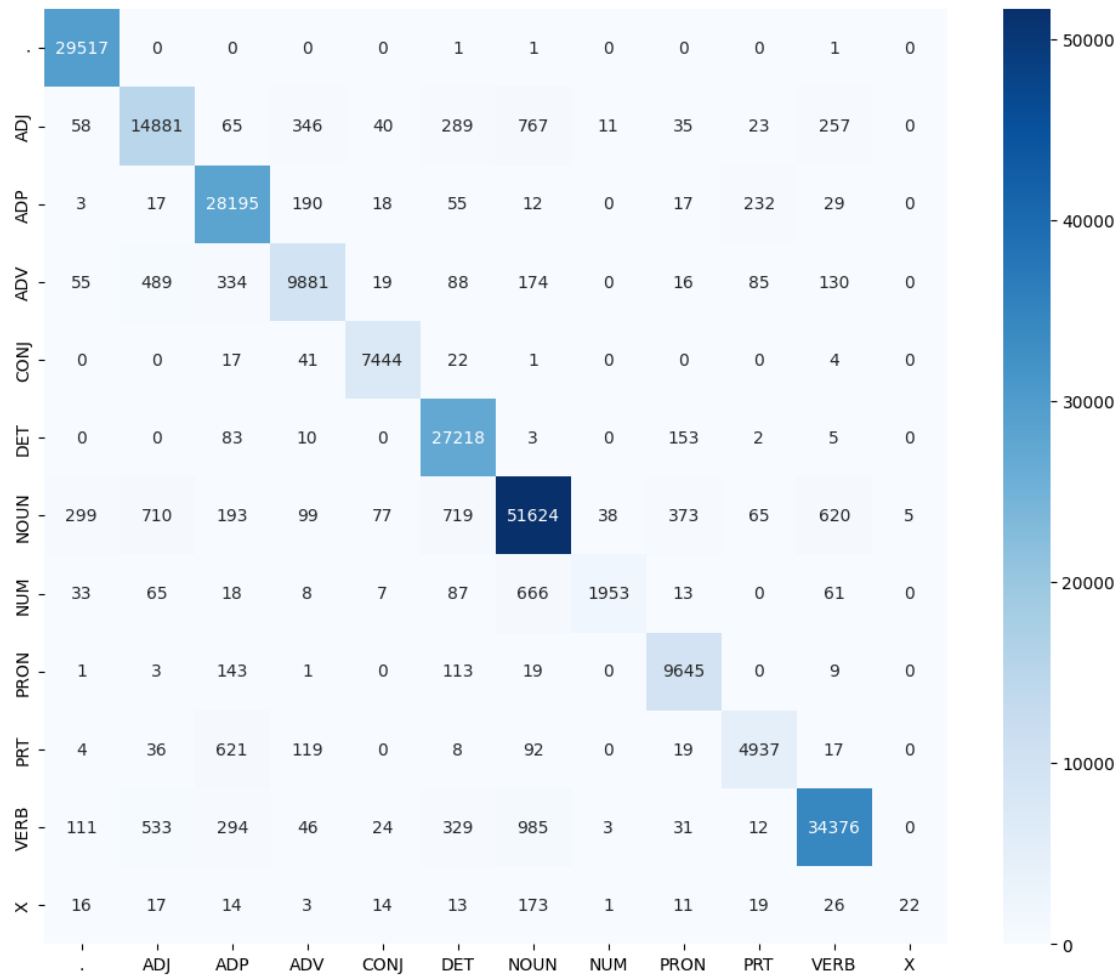 . 29517 0 0 0 0 1 1 0 0 0 1 0
ADJ 58 14881 65 346 40 289 767 11 35 23 257 0
ADP 3 17 28195 190 18 55 12 0 17 232 29 0
ADV 55 489 334 9881 19 88 174 0 16 85 130 0
CONJ 0 0 17 41 7444 22 1 0 0 0 4 0
DET 0 0 83 10 0 27218 3 0 153 2 5 0
NOUN 299 710 193 99 77 719 51624 38 373 65 620 5
NUM 33 65 18 8 7 87 666 1953 13 0 61 0
PRON 1 3 143 1 0 113 19 0 9645 0 9 0
PRT 4 36 621 119 0 8 92 0 19 4937 17 0
VERB 111 533 294 46 24 329 985 3 31 12 34376 0
X 16 17 14 3 14 13 173 1 11 19 26 22
. ADJ ADP ADV CONJ DET NOUN NUM PRON PRT VERB X
50000
40000
30000
20000
10000
0